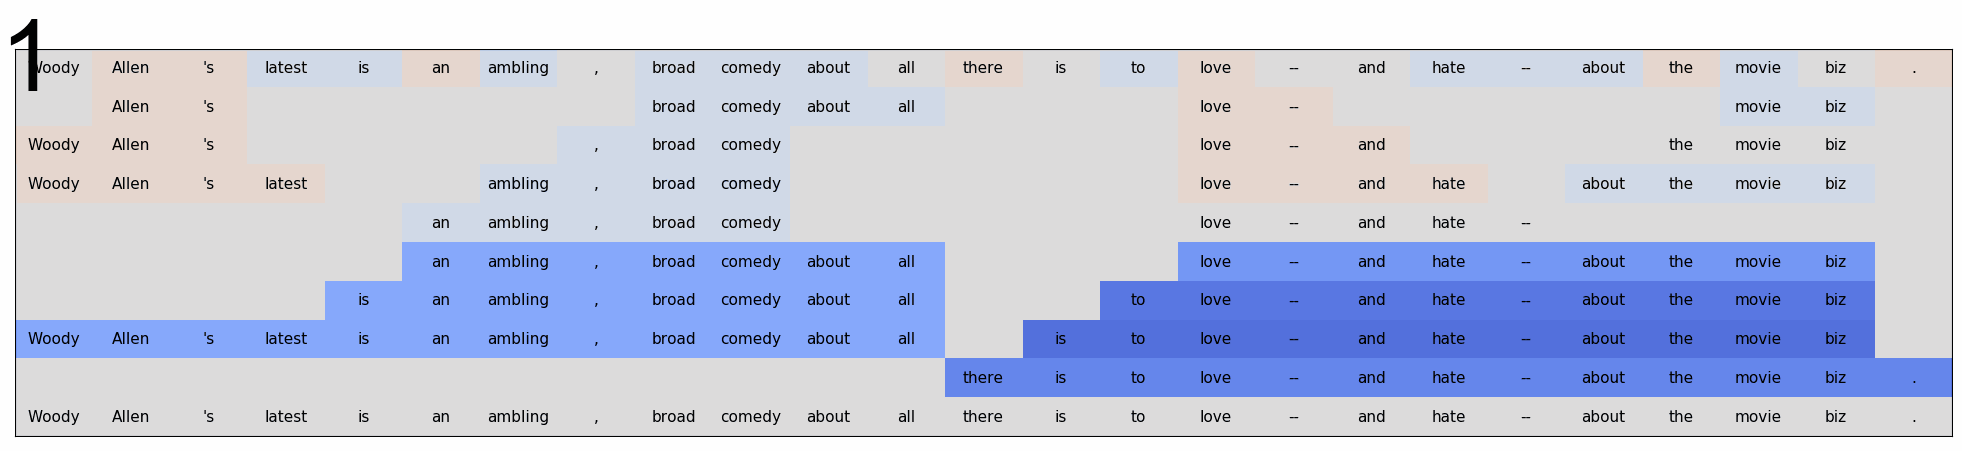 1
Woody Allen 's latest is an ambling , broad comedy about all there is to love -- and hate -- about the movie biz .
Allen 's broad comedy about all love -- movie biz
Woody Allen 's , broad comedy love -- and the movie biz
Woody Allen 's latest ambling , broad comedy love -- and hate about the movie biz
an ambling , broad comedy love -- and hate --
an ambling , broad comedy about all love -- and hate -- about the movie biz
is an ambling , broad comedy about all to love -- and hate -- about the movie biz
Woody Allen 's latest is an ambling , broad comedy about all is to love -- and hate -- about the movie biz
there is to love -- and hate -- about the movie biz .
Woody Allen 's latest is an ambling , broad comedy about all there is to love -- and hate -- about the movie biz .